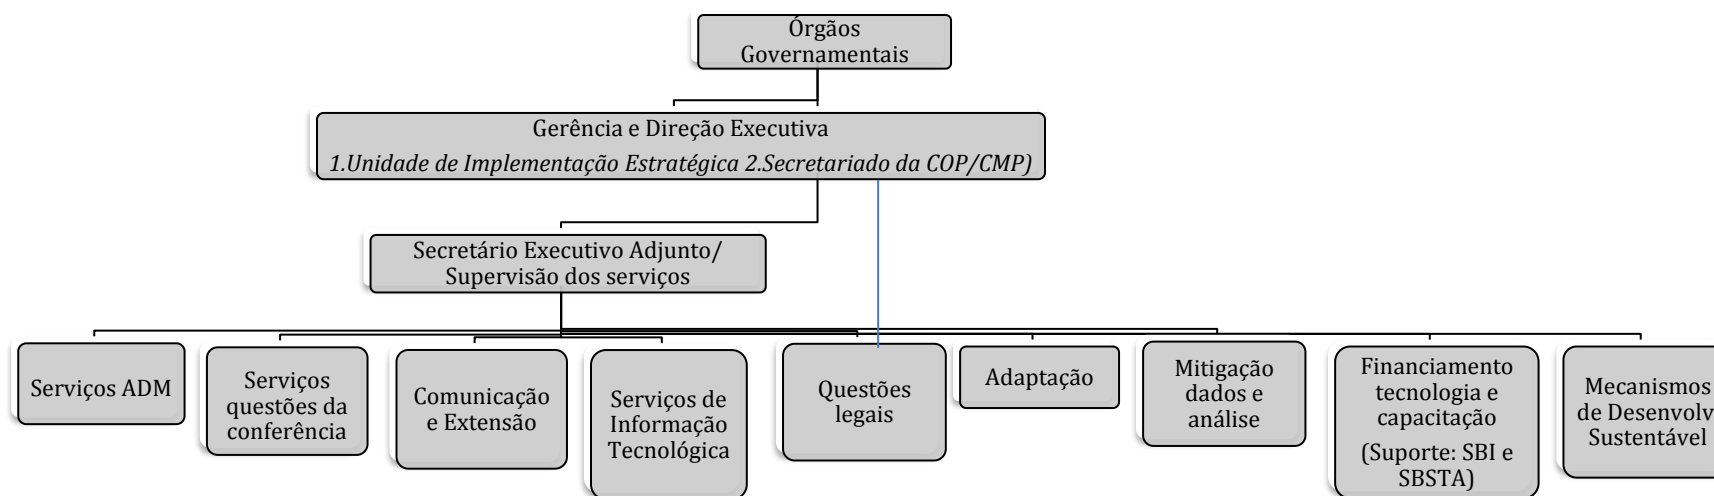 Órgãos
Governamentais
Gerência e Direção Executiva
1.Unidade de Implementação Estratégica 2.Secretariado da COP/CMP)
Secretário Executivo Adjunto/
Supervisão dos serviços
Serviços ADM
Serviços
questões da
conferência
Comunicação
e Extensão
Serviços de
Informação
Tecnológica
Questões
legais
Adaptação
Mitigação
dados e
análise
Financiamento
tecnologia e
capacitação
(Suporte: SBI e
SBSTA)
Mecanismos
de Desenvolv
Sustentável